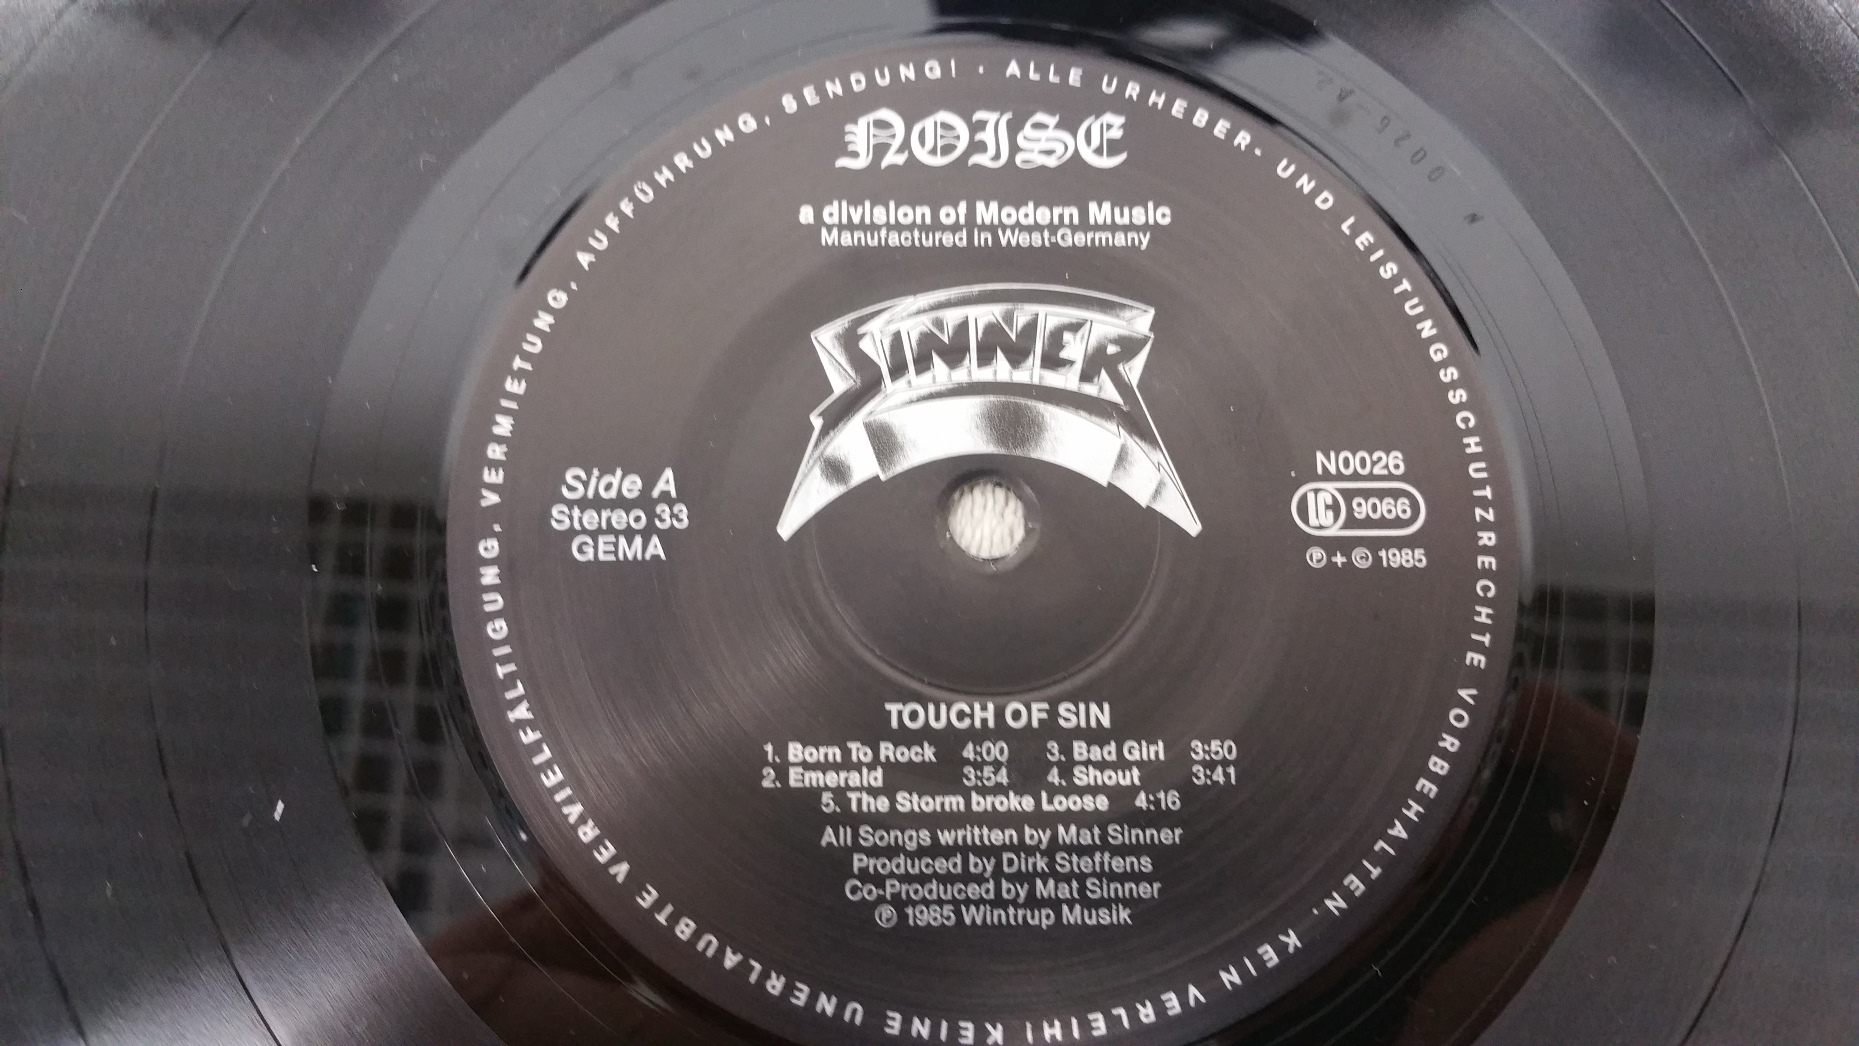 ALLE URHEBER- UND LEISTUNGSSCHUTZRECHTE VORBEHALTEN. KEIN VERLEIH! KEINE UNERLAUBTE VERVIELFÄLTIGUNG, VERMIETUNG, AUFFÜHRUNG, SENDUNG! ·
NOISE
a division of Modern Music
Manufactured in West-Germany
SINNER
Side A
Stereo 33
GEMA
N0026
LC 9066
℗ + © 1985
TOUCH OF SIN
1. Born To Rock 4:00 3. Bad Girl 3:50
2. Emerald 3:54 4. Shout 3:41
5. The Storm broke Loose 4:16
All Songs written by Mat Sinner
Produced by Dirk Steffens
Co-Produced by Mat Sinner
℗ 1985 Wintrup Musik
N 0026 - A2